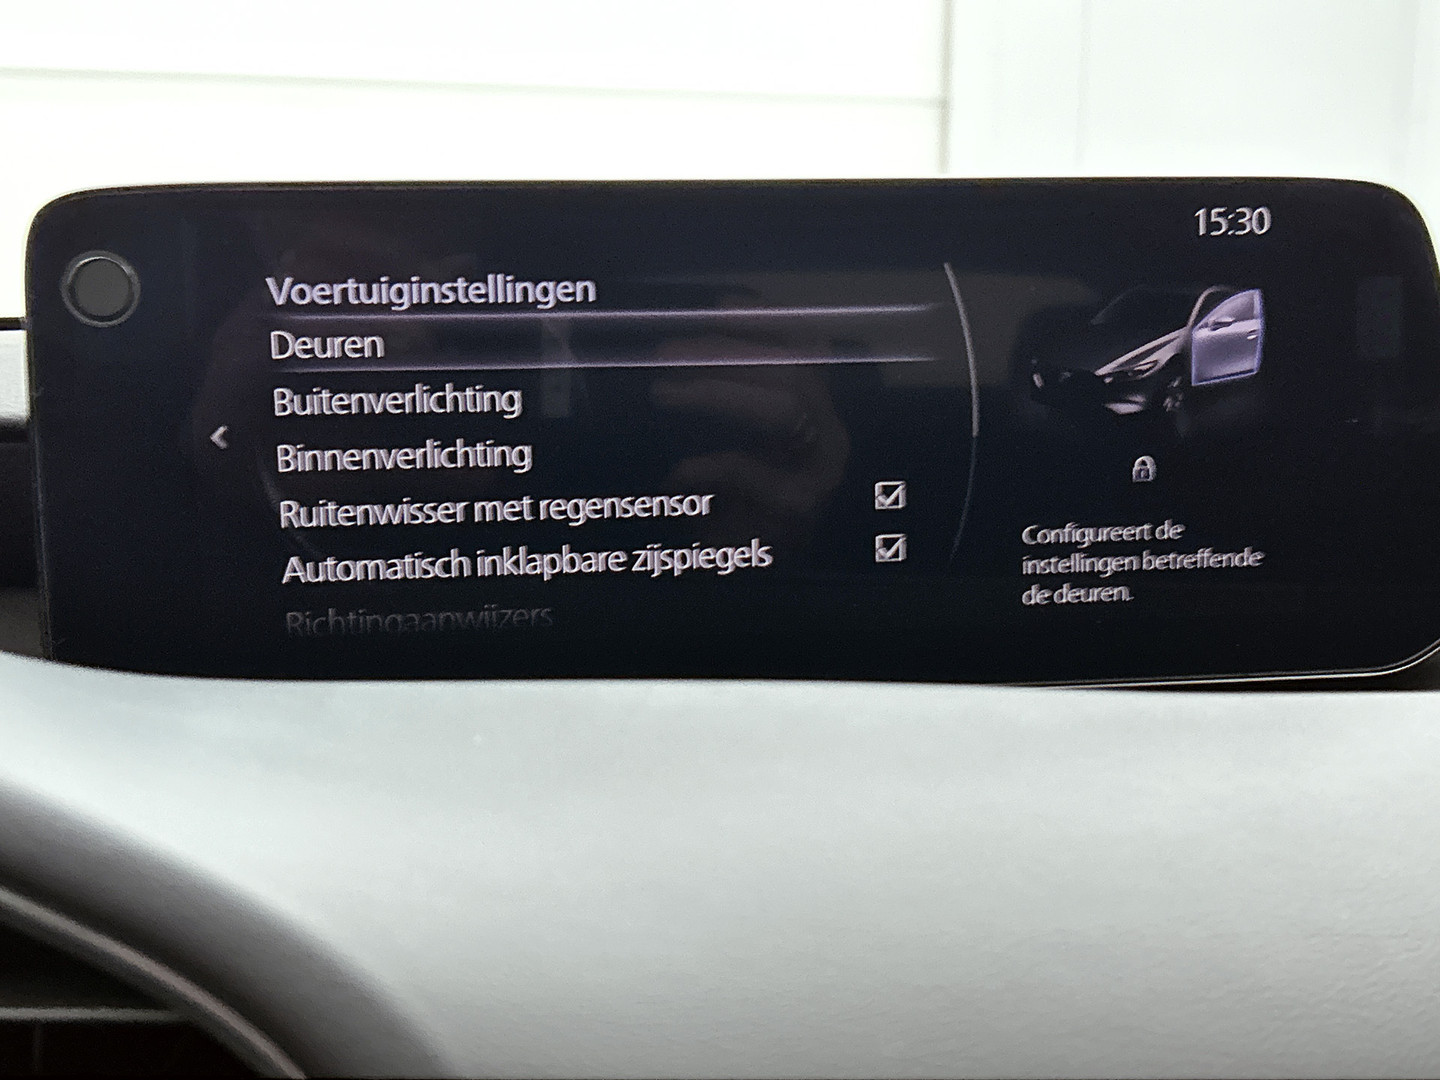 15:30
Voertuiginstellingen
Deuren
Buitenverlichting
Binnenverlichting
Ruitenwisser met regensensor
Automatisch inklapbare zijspiegels
Richtingaanwijzers
Configureert de
instellingen betreffende
de deuren.